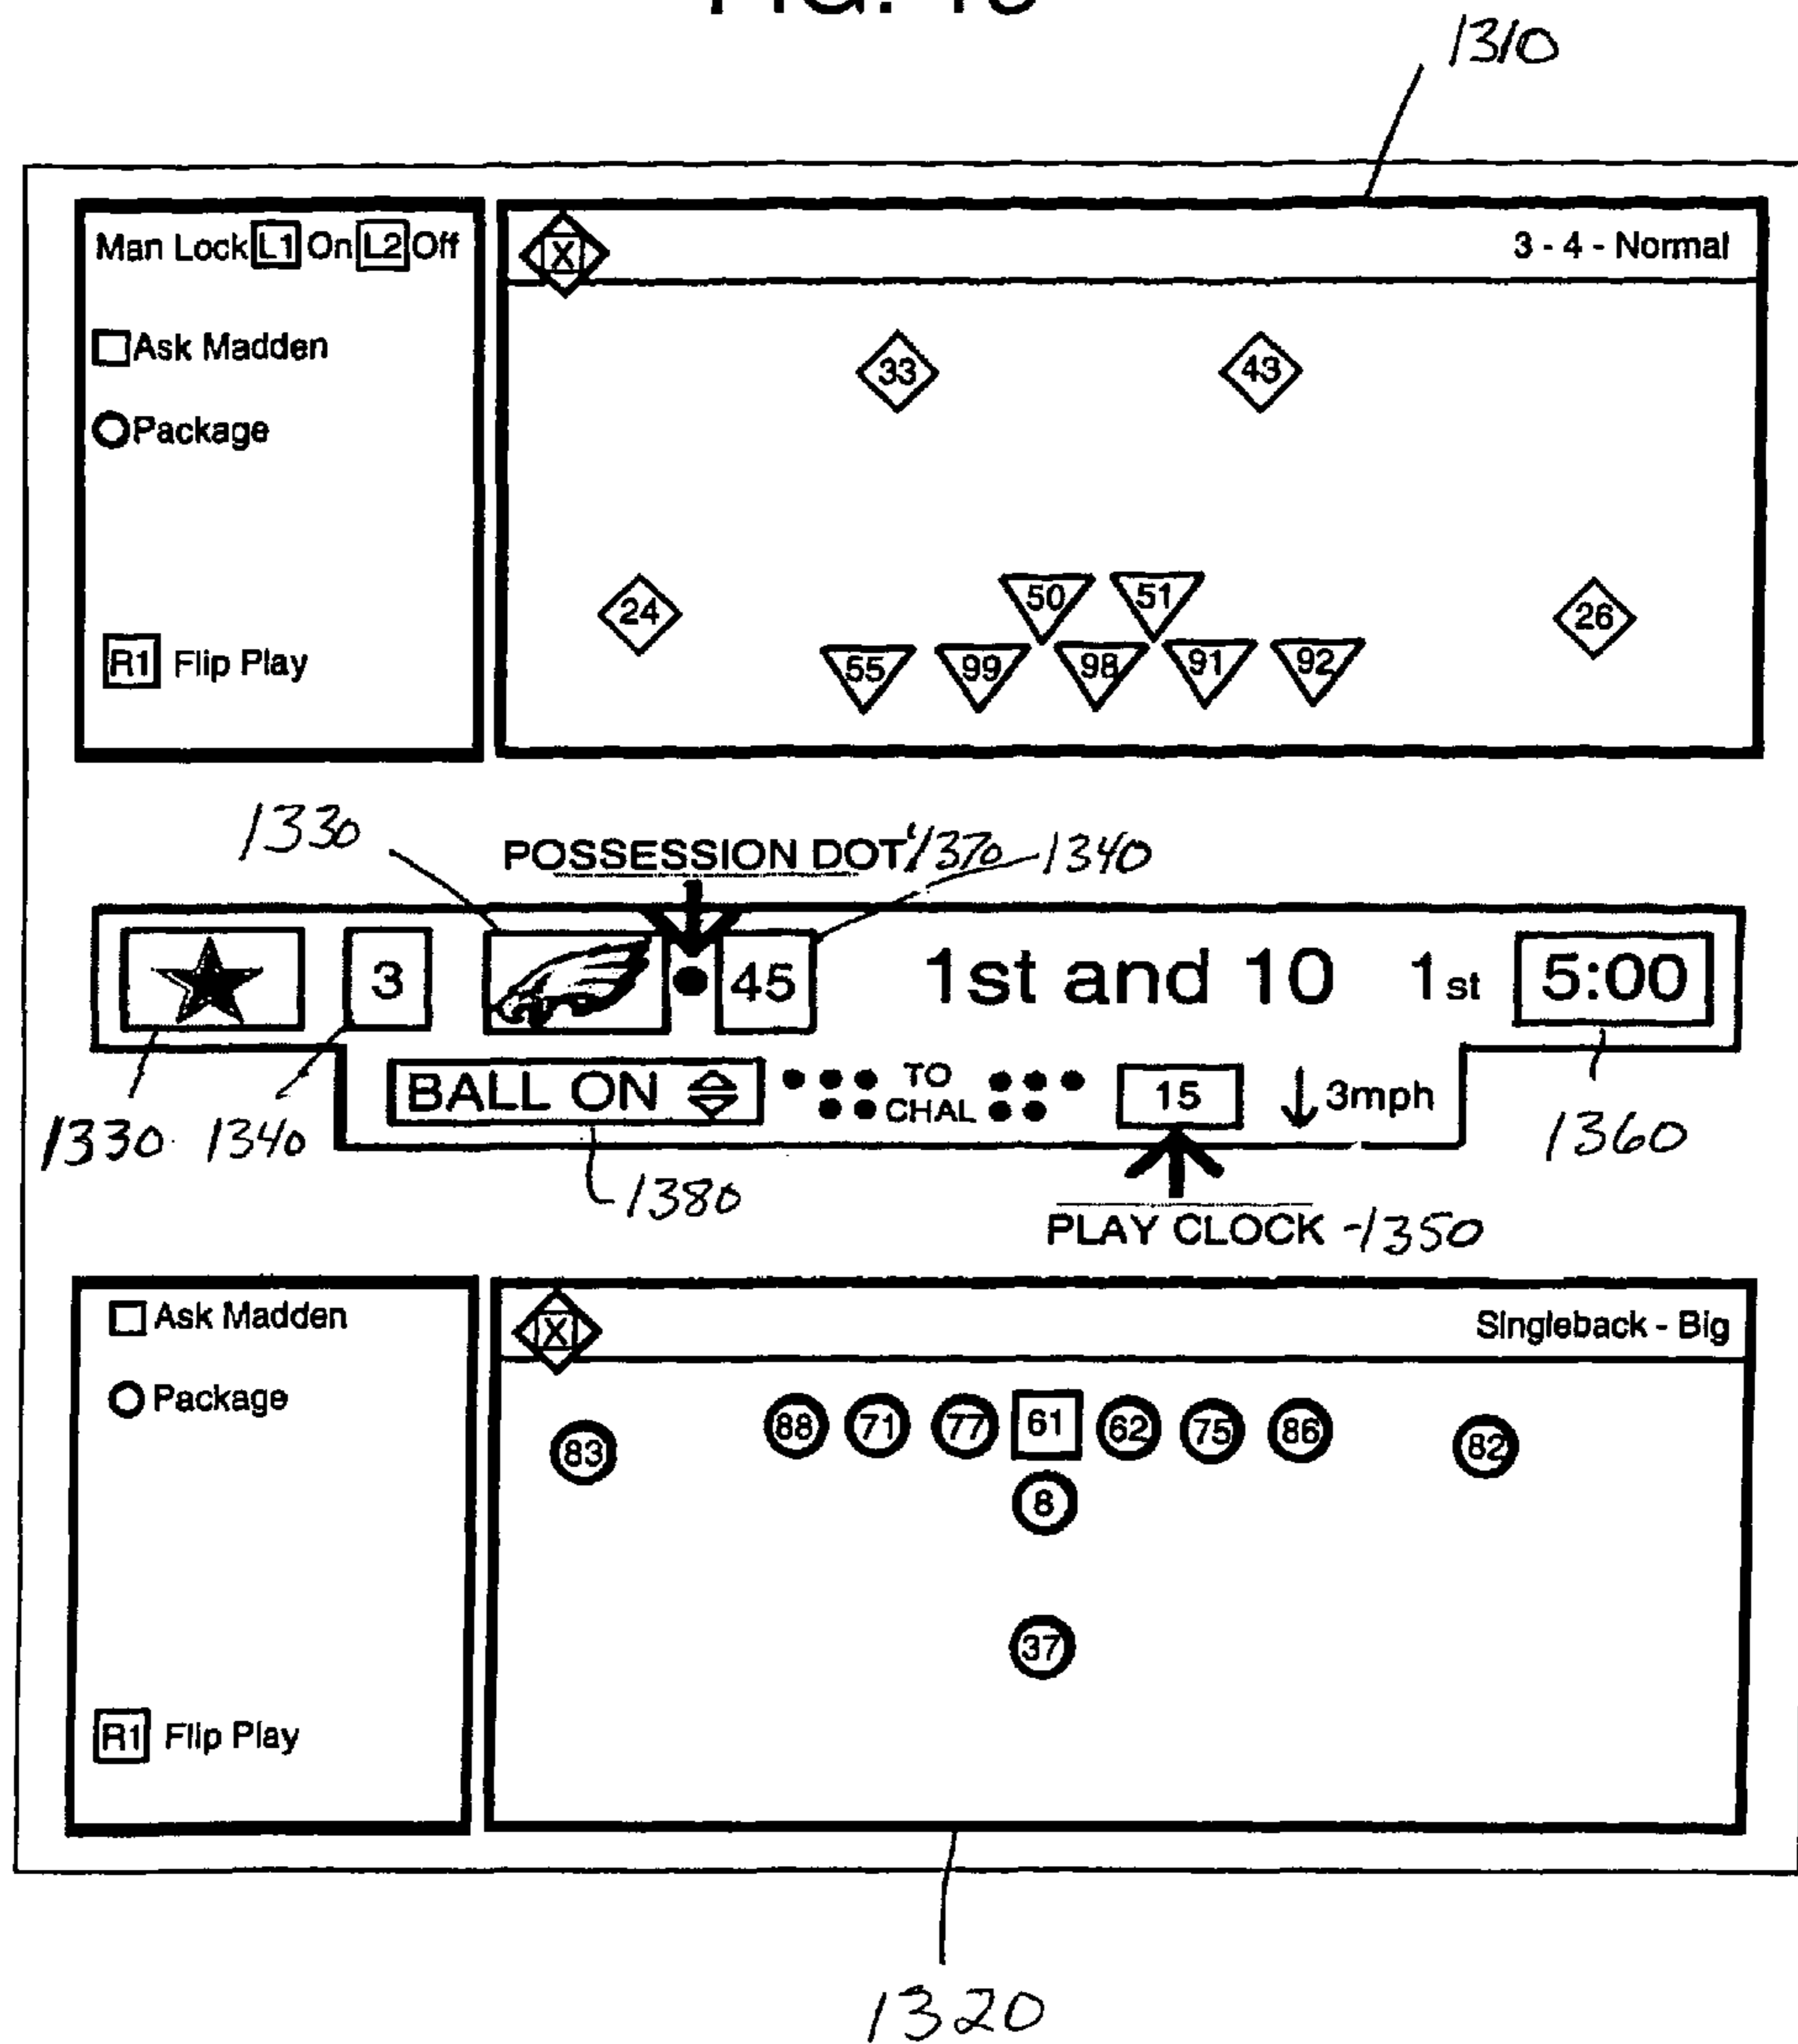 1310
Man Lock L1 On L2 Off
Ask Madden
Package
R1 Flip Play
X 3 - 4 - Normal
33 43
24 50 51 26
55 99 98 91 92
1330 POSSESSION DOT 1370 1340
3 45 1st and 10 1st 5:00
BALL ON TO CHAL 15 3mph
1330 1340 1380 1360
PLAY CLOCK -1350
Ask Madden
Package
R1 Flip Play
X Singleback - Big
88 71 77 61 62 75 86
83 82
8
37
1320